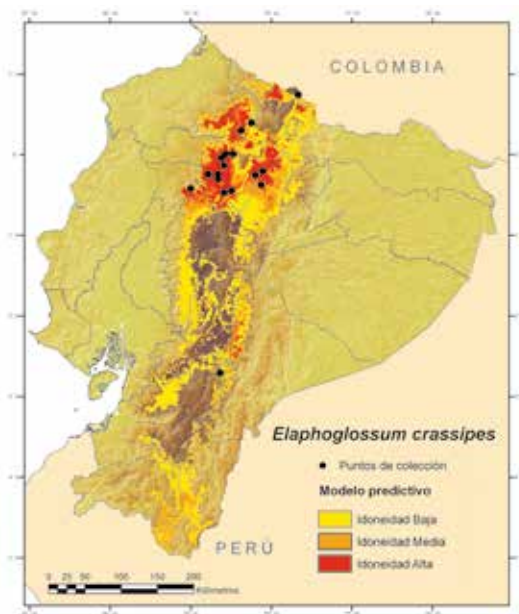 COLOMBIA
Elaphoglossum crassipes
Puntos de colección
Modelo predictivo
Idoneidad Baja
Idoneidad Media
Idoneidad Alta
PERÚ
0 25 50 100 150 200
Kilómetros